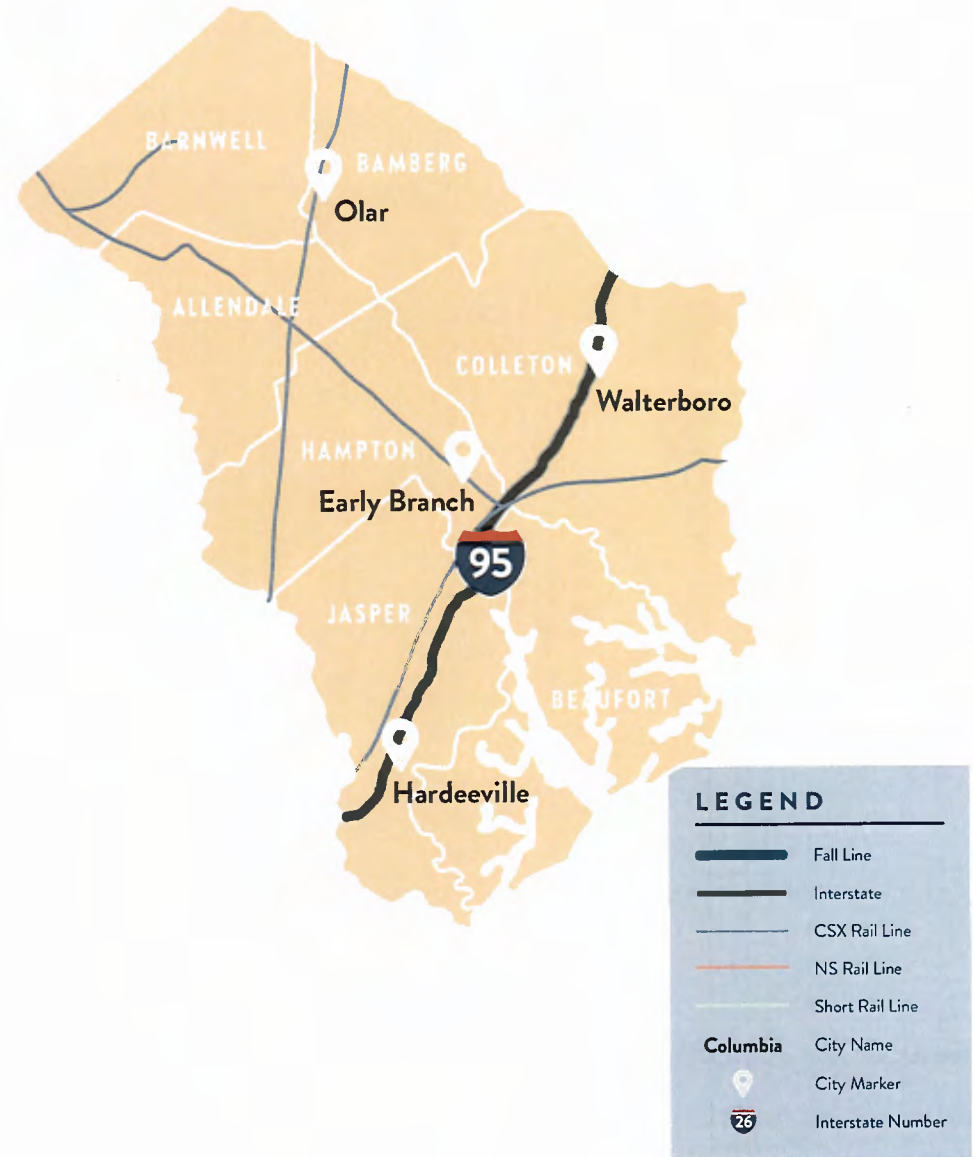 BARNWELL
BAMBERG
Olar
ALLENDALE
COLLETON
Walterboro
HAMPTON
Early Branch
95
JASPER
BEAUFORT
Hardeeville
LEGEND
Fall Line
Interstate
CSX Rail Line
NS Rail Line
Short Rail Line
Columbia City Name
City Marker
26 Interstate Number